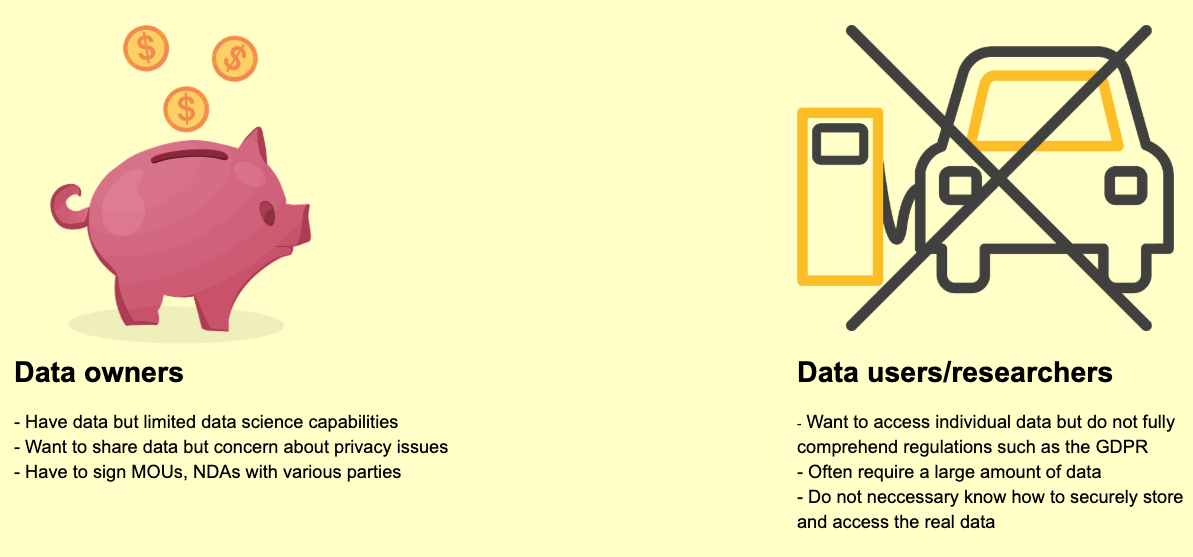 $
$
$
Data owners
- Have data but limited data science capabilities
- Want to share data but concern about privacy issues
- Have to sign MOUs, NDAs with various parties
Data users/researchers
- Want to access individual data but do not fully
comprehend regulations such as the GDPR
- Often require a large amount of data
- Do not neccessary know how to securely store
and access the real data